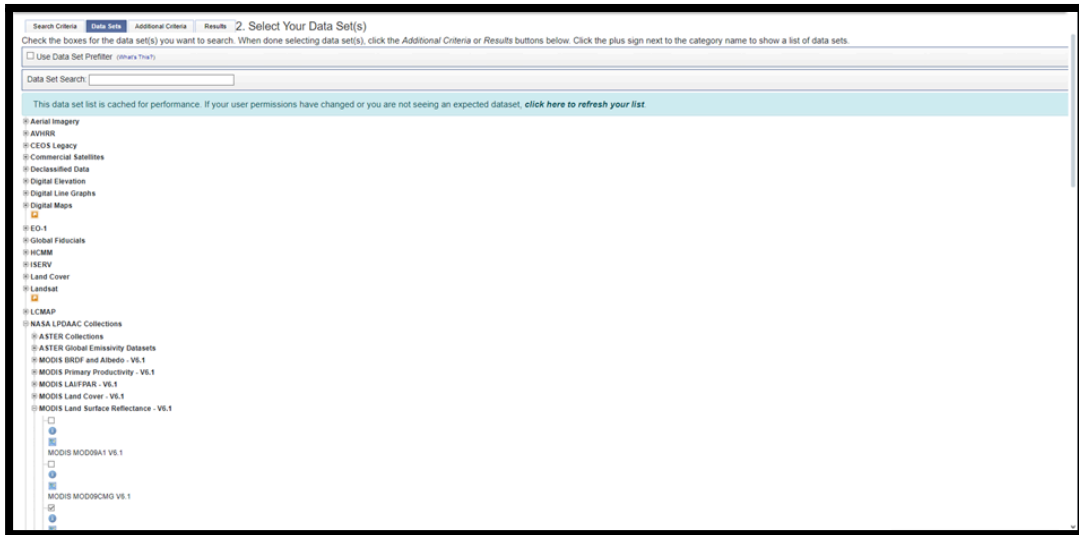 Search Criteria Data Sets Additional Criteria Results 2. Select Your Data Set(s)
Check the boxes for the data set(s) you want to search. When done selecting data set(s), click the Additional Criteria or Results buttons below. Click the plus sign next to the category name to show a list of data sets.
Use Data Set Prefilter (What's This?)
Data Set Search:
This data set list is cached for performance. If your user permissions have changed or you are not seeing an expected dataset, click here to refresh your list.
Aerial Imagery
AVHRR
CEOS Legacy
Commercial Satellites
Declassified Data
Digital Elevation
Digital Line Graphs
Digital Maps
EO-1
Global Fiducials
HCMM
ISERV
Land Cover
Landsat
LCMAP
NASA LPDAAC Collections
ASTER Collections
ASTER Global Emissivity Datasets
MODIS BRDF and Albedo - V6.1
MODIS Primary Productivity - V6.1
MODIS LAI/FPAR - V6.1
MODIS Land Cover - V6.1
MODIS Land Surface Reflectance - V6.1
MODIS MOD09A1 V6.1
MODIS MOD09CMG V6.1